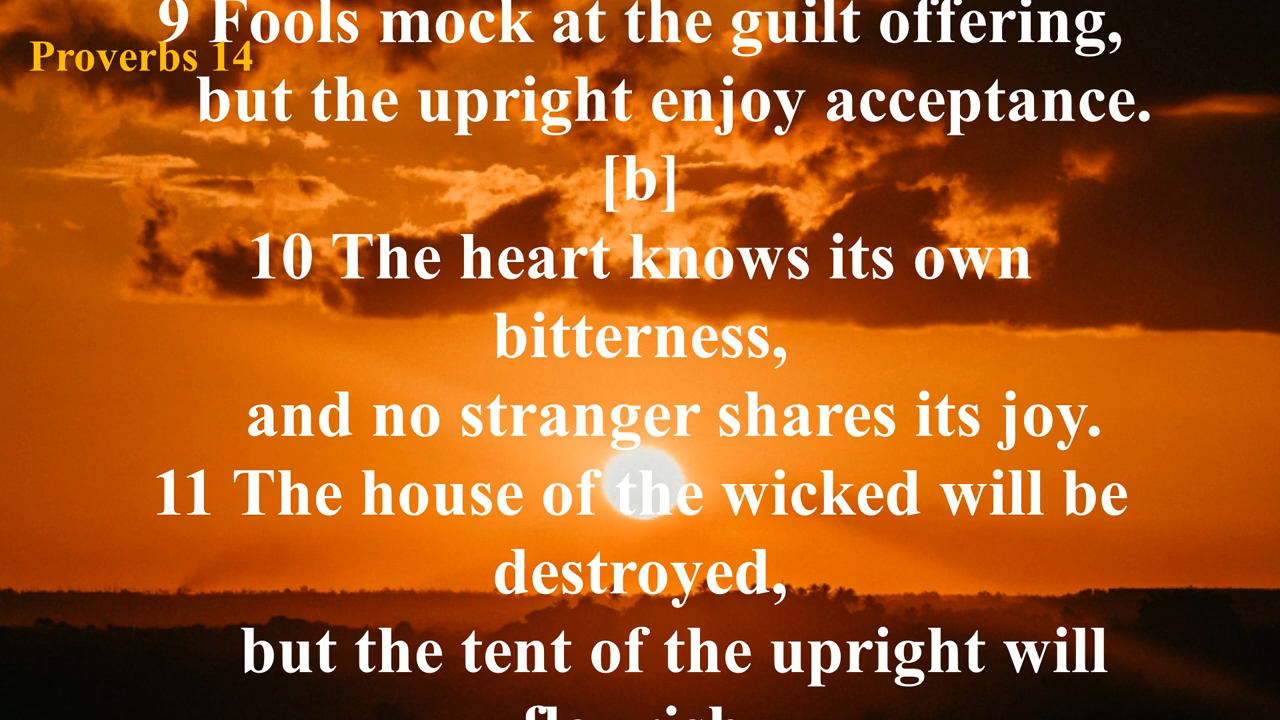 9 Fools mock at the guilt offering,
Proverbs 14
but the upright enjoy acceptance.
[b]
10 The heart knows its own
bitterness,
and no stranger shares its joy.
11 The house of the wicked will be
destroyed,
but the tent of the upright will